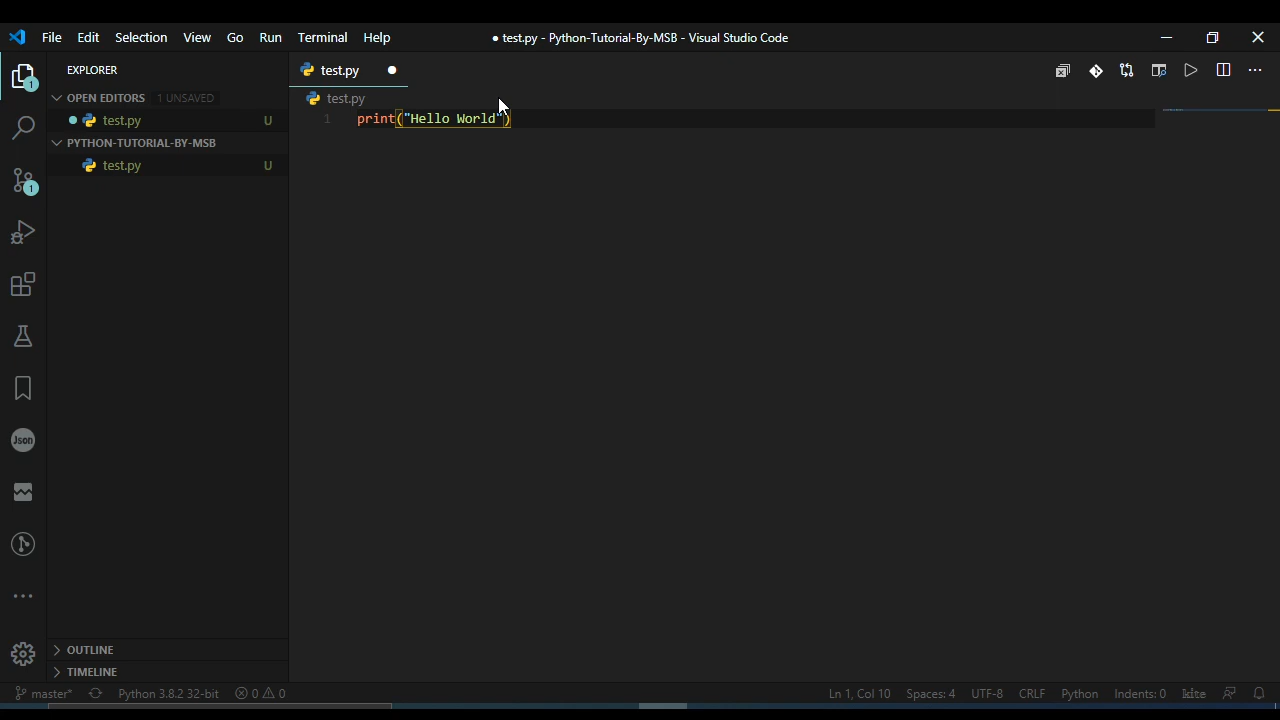 File Edit Selection View Go Run Terminal Help ● test.py - Python-Tutorial-By-MSB - Visual Studio Code
EXPLORER
test.py
OPEN EDITORS 1 UNSAVED
test.py U
PYTHON-TUTORIAL-BY-MSB
test.py U
OUTLINE
TIMELINE
1
1
Json
test.py
1 print("Hello World")
master* Python 3.8.2 32-bit 0 0 Ln 1, Col 10 Spaces: 4 UTF-8 CRLF Python Indents: 0 kite